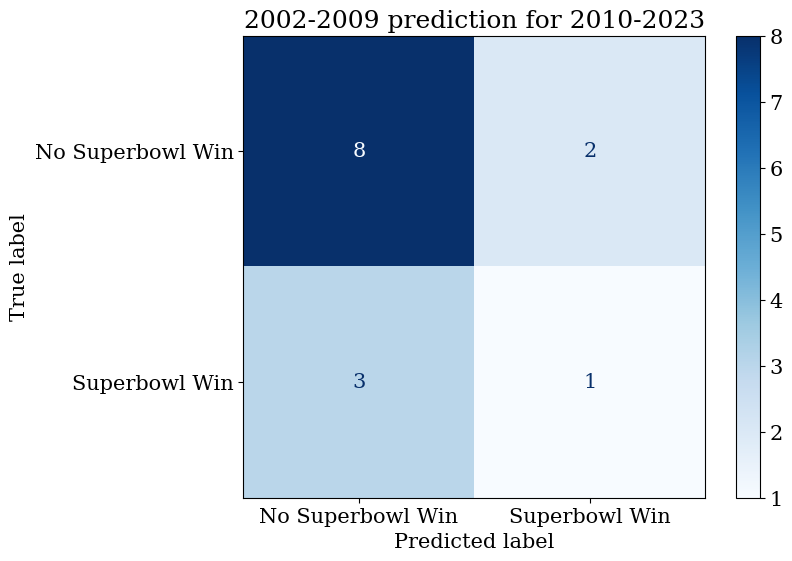 2002-2009 prediction for 2010-2023
True label
No Superbowl Win
8
2
Superbowl Win
3
1
No Superbowl Win
Superbowl Win
Predicted label
8
7
6
5
4
3
2
1